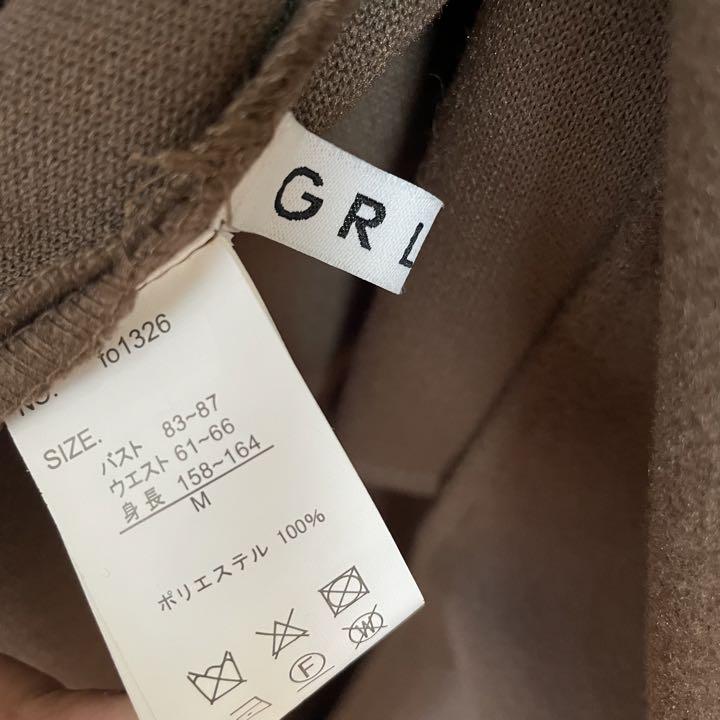 GRL
NO. fo1326
SIZE.
バスト 83~87
ウエスト 61~66
身長 158~164
M
ポリエステル 100%
F
W